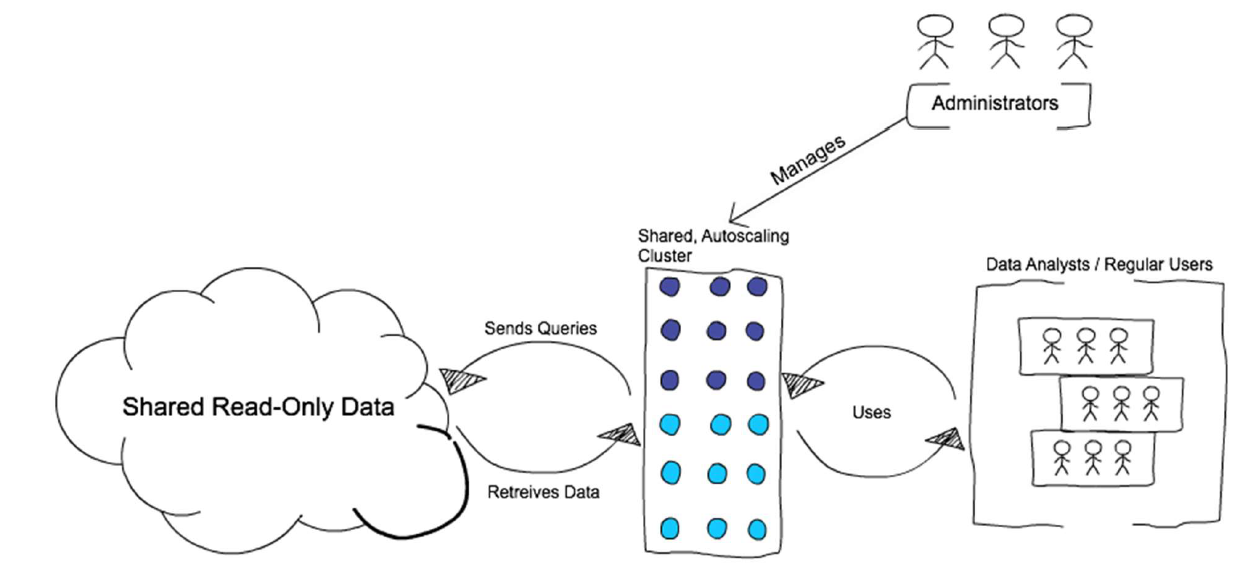 Administrators
Manages
Shared, Autoscaling
Cluster
Data Analysts / Regular Users
Sends Queries
Shared Read-Only Data
Uses
Retreives Data